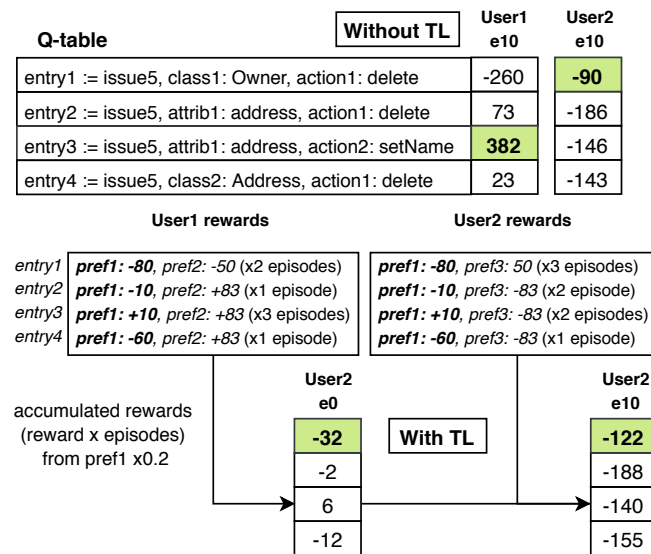 Q-table
Without TL
User1 e10
User2 e10
entry1 := issue5, class1: Owner, action1: delete -260 -90
entry2 := issue5, attrib1: address, action1: delete 73 -186
entry3 := issue5, attrib1: address, action2: setName 382 -146
entry4 := issue5, class2: Address, action1: delete 23 -143
User1 rewards
entry1 pref1: -80, pref2: -50 (x2 episodes)
entry2 pref1: -10, pref2: +83 (x1 episode)
entry3 pref1: +10, pref2: +83 (x3 episodes)
entry4 pref1: -60, pref2: +83 (x1 episode)
User2 rewards
pref1: -80, pref3: 50 (x3 episodes)
pref1: -10, pref3: -83 (x2 episode)
pref1: +10, pref3: -83 (x2 episodes)
pref1: -60, pref3: -83 (x1 episode)
accumulated rewards
(reward x episodes)
from pref1 x0.2
User2
e0
-32
-2
6
-12
With TL
User2
e10
-122
-188
-140
-155